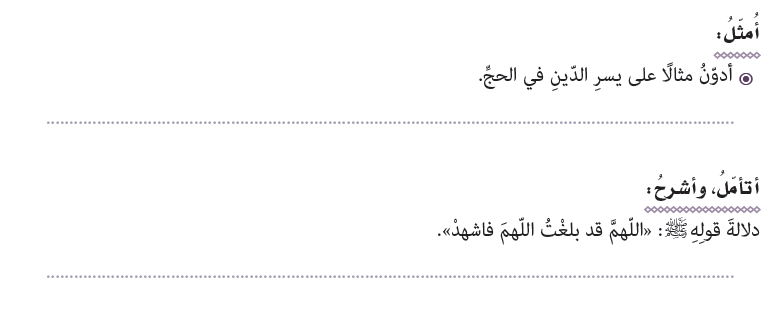 أُمثّلُ:
أدوّنُ مثالًا على يسرِ الدّينِ في الحجِّ.
أتأمّلُ، وأشرحُ:
دلالةَ قولِهِ ﷺ: «اللّهمَّ قد بلغْتُ اللّهمَ فاشهدْ».